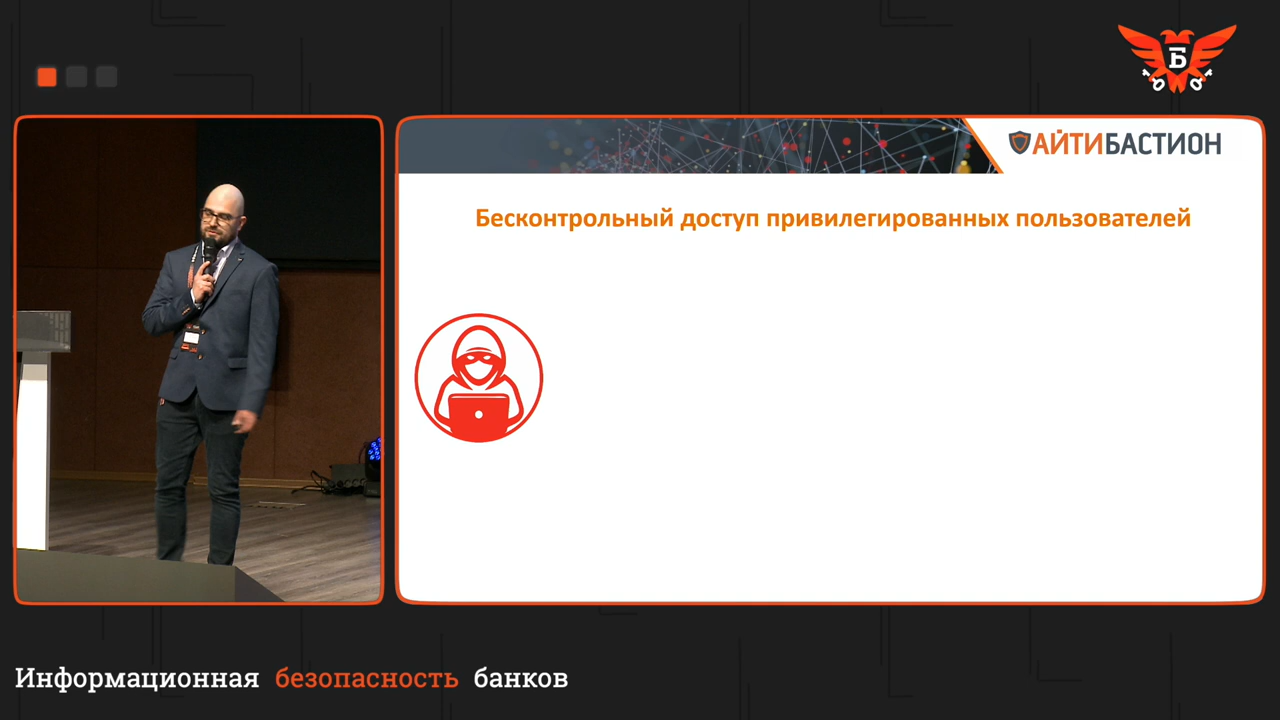 Б
АЙТИБАСТИОН
Бесконтрольный доступ привилегированных пользователей
Информационная безопасность банков